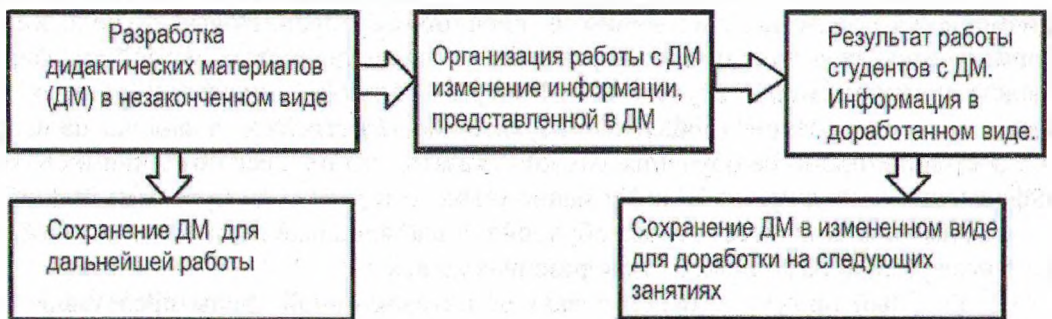 Разработка
дидактических материалов
(ДМ) в незаконченном виде
Организация работы с ДМ
изменение информации,
представленной в ДМ
Результат работы
студентов с ДМ.
Информация в
доработанном виде.
Сохранение ДМ для
дальнейшей работы
Сохранение ДМ в измененном виде
для доработки на следующих
занятиях